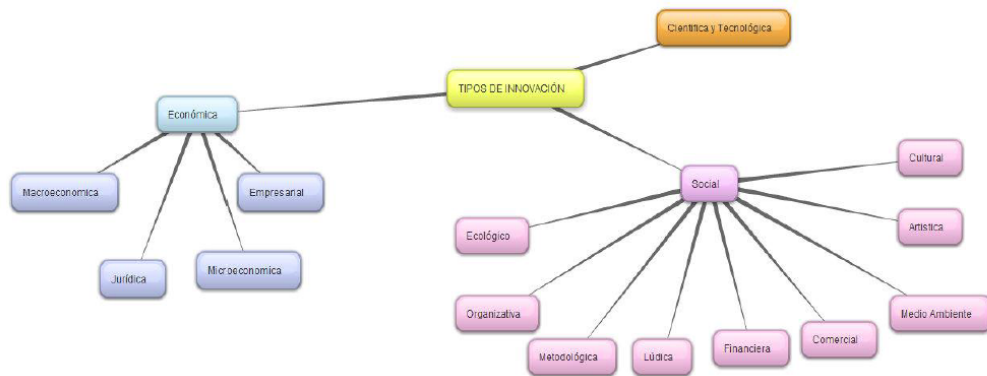 Científica y Tecnológica
TIPOS DE INNOVACIÓN
Económica
Macroeconomica
Empresarial
Jurídica
Microeconomica
Social
Cultural
Artística
Ecológico
Organizativa
Metodológica
Lúdica
Financiera
Comercial
Medio Ambiente